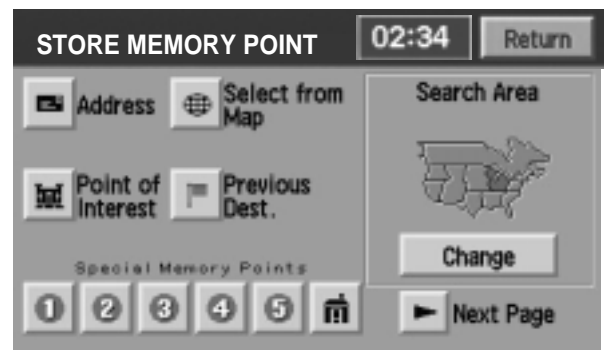 STORE MEMORY POINT 02:34 Return
Address
Select from
Map
Search Area
Point of
Interest
Previous
Dest.
Change
Special Memory Points
1 2 3 4 5
Next Page